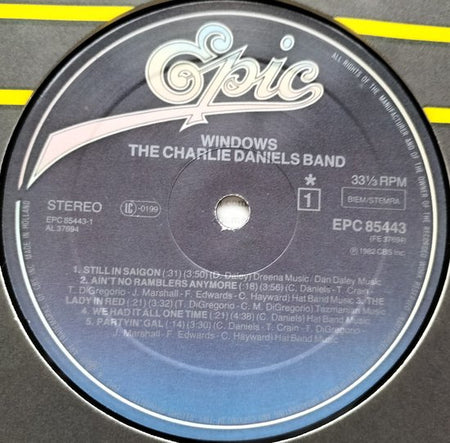 Epic
WINDOWS
THE CHARLIE DANIELS BAND
STEREO
LC -0199
*
1
33⅓ RPM
BIEM/STEMRA
EPC 85443-1
AL 37694
EPC 85443
(FE 37694)
℗ 1982 CBS Inc
1. STILL IN SAIGON (:31) (3:50) (D. Daley) Dreena Music / Dan Daley Music
2. AIN'T NO RAMBLERS ANYMORE (:18) (3:56) (C. Daniels - T. Crain -
T. DiGregorio - J. Marshall - F. Edwards - C. Hayward) Hat Band Music 3. THE
LADY IN RED (:21) (3:32) (T. DiGregorio - C. M. DiGregorio) Tezmanian Music
4. WE HAD IT ALL ONE TIME (:21) (4:38) (C. Daniels) Hat Band Music
5. PARTYIN' GAL (:14) (3:30) (C. Daniels - T. Crain - T. DiGregorio -
J. Marshall - F. Edwards - C. Hayward) Hat Band Music
MADE IN HOLLAND
ALL RIGHTS OF THE MANUFACTURER AND OF THE OWNER OF THE RECORDED